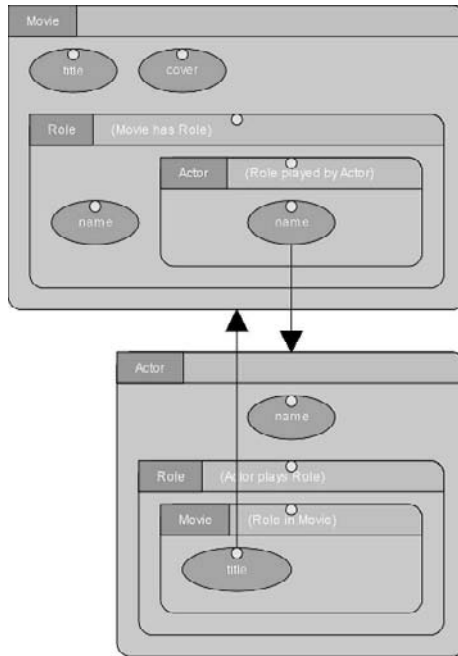 Movie
title cover
Role (Movie has Role)
Actor (Role played by Actor)
name name
Actor
name
Role (Actor plays Role)
Movie (Role in Movie)
title